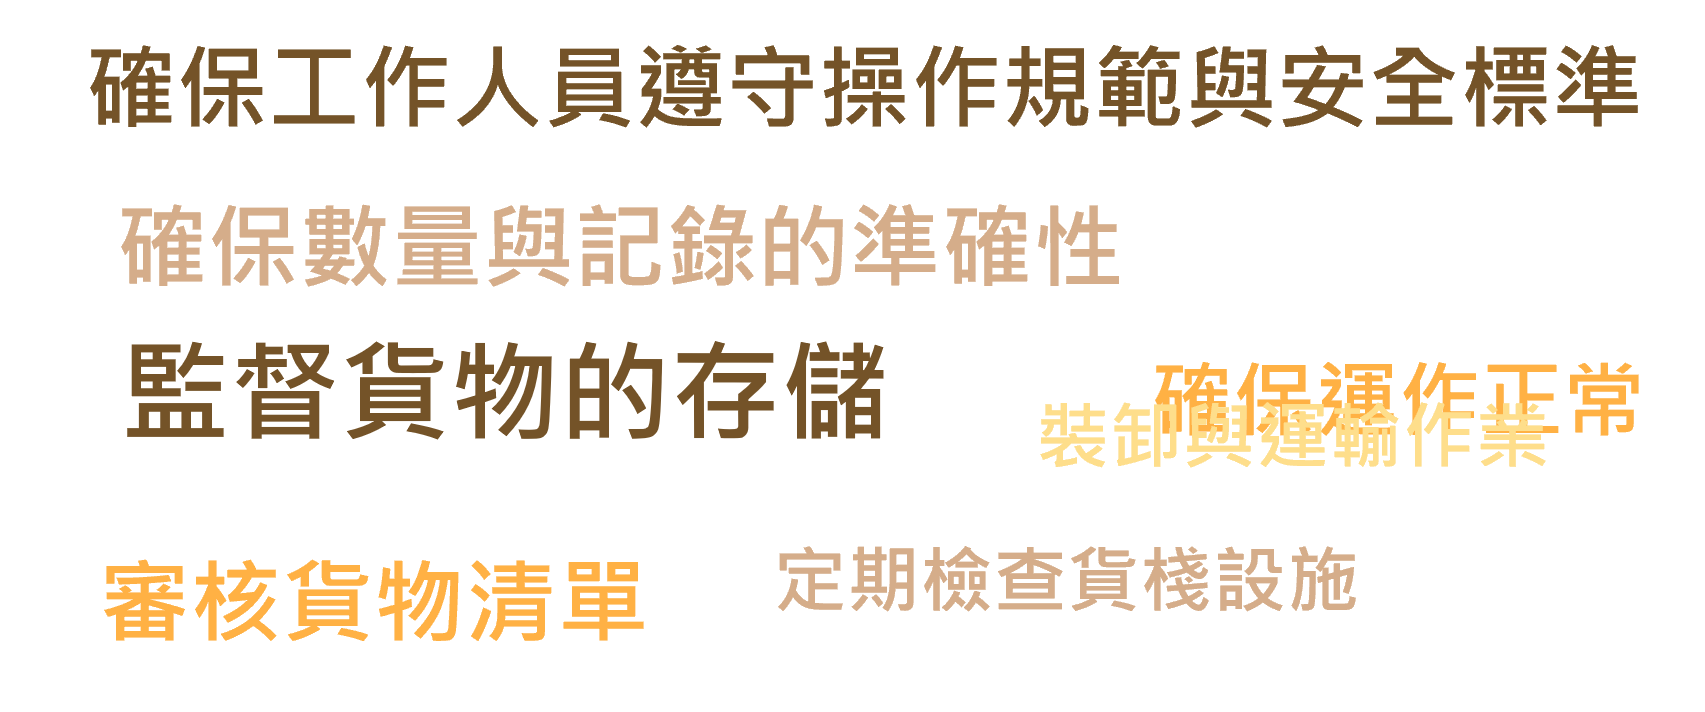 確保工作人員遵守操作規範與安全標準
確保數量與記錄的準確性
監督貨物的存儲
確保運作正常
裝卸與運輸作業
審核貨物清單
定期檢查貨棧設施